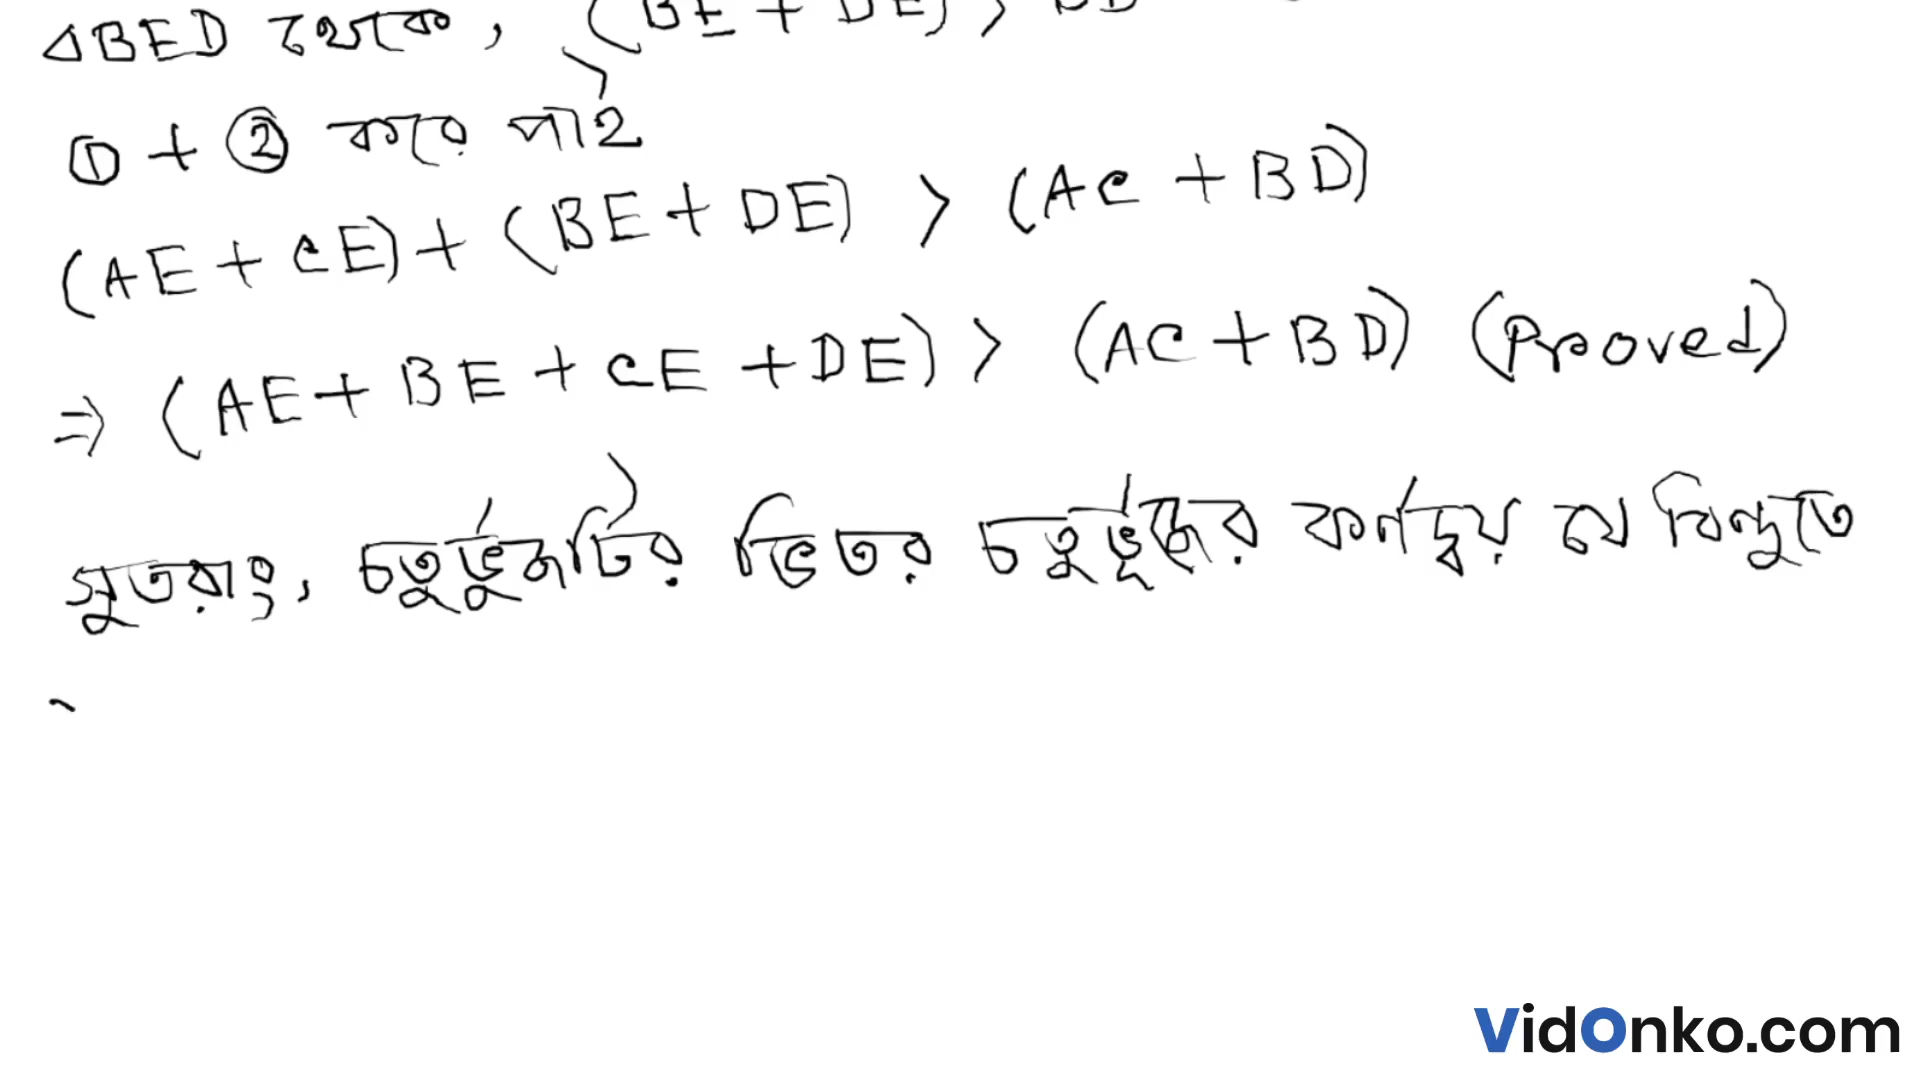 △BED থেকে, (BE + DE) > BD
① + ② করে পাই
(AE + CE) + (BE + DE) > (AC + BD)
⇒ (AE + BE + CE + DE) > (AC + BD) (Proved)
সুতরাং, চতুর্ভুজটির ভিতর চতুর্ভূজের কর্ণদ্বয় যে বিন্দুতে
VidOnko.com